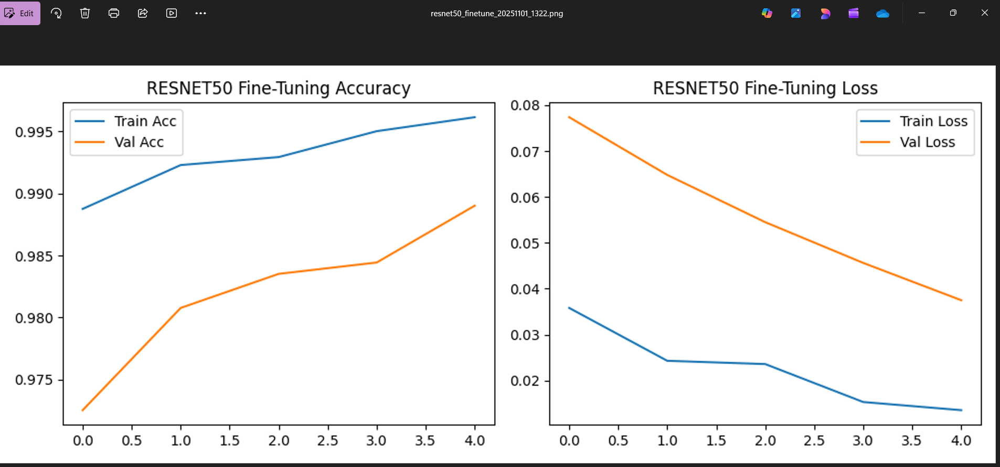 Edit
resnet50_finetune_20251101_1322.png
RESNET50 Fine-Tuning Accuracy
Train Acc
Val Acc
0.995
0.990
0.985
0.980
0.975
0.0 0.5 1.0 1.5 2.0 2.5 3.0 3.5 4.0
RESNET50 Fine-Tuning Loss
Train Loss
Val Loss
0.08
0.07
0.06
0.05
0.04
0.03
0.02
0.0 0.5 1.0 1.5 2.0 2.5 3.0 3.5 4.0